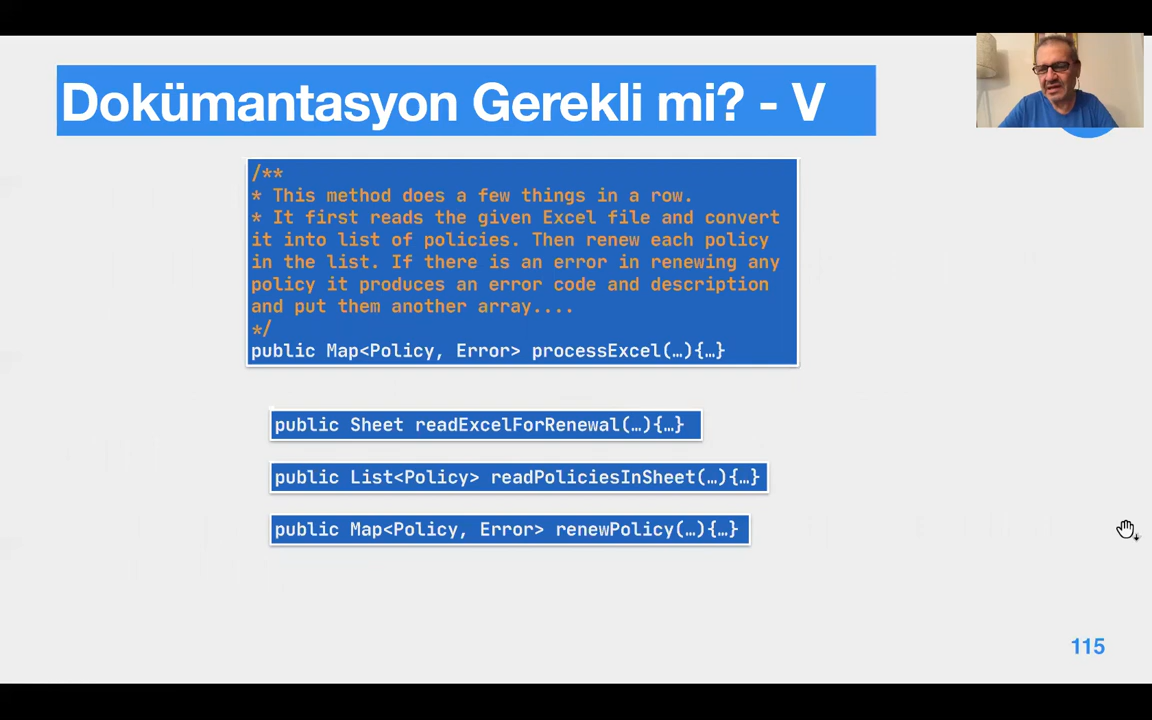 Dokümantasyon Gerekli mi? - V
/**
* This method does a few things in a row.
* It first reads the given Excel file and convert
it into list of policies. Then renew each policy
in the list. If there is an error in renewing any
policy it produces an error code and description
and put them another array....
*/
public Map<Policy, Error> processExcel(…){…}
public Sheet readExcelForRenewal(…){…}
public List<Policy> readPoliciesInSheet(…){…}
public Map<Policy, Error> renewPolicy(…){…}
115